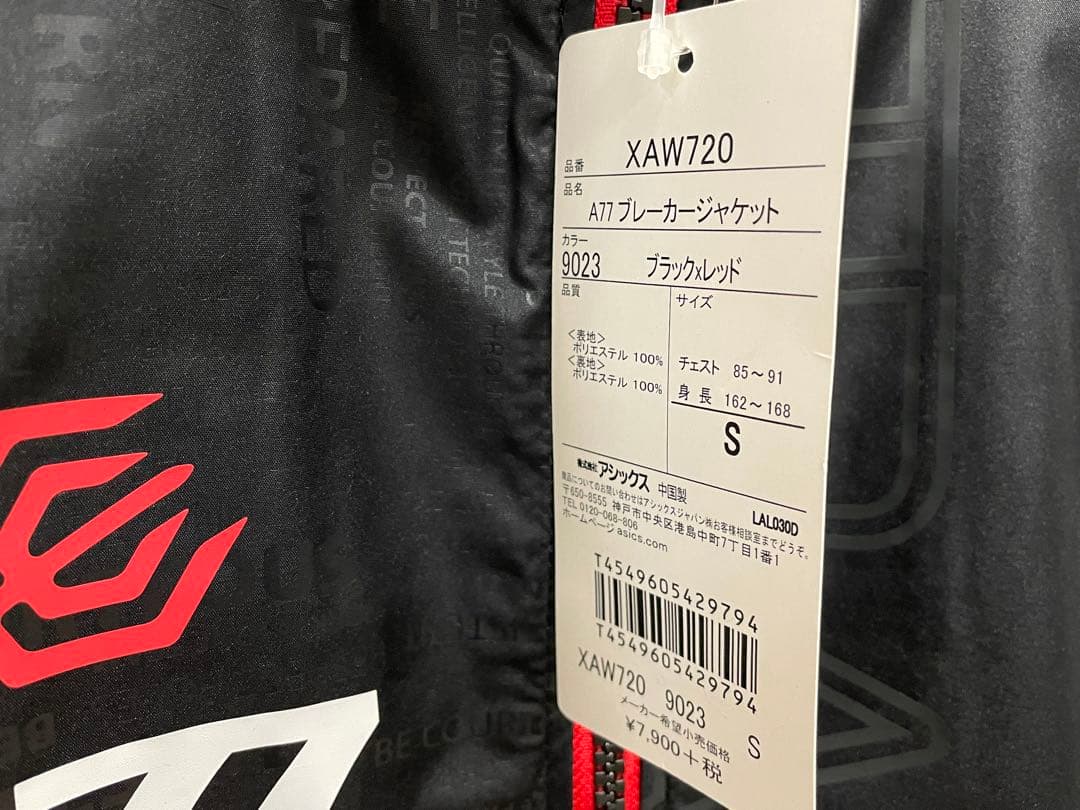 品番 XAW720
品名
A77 ブレーカージャケット
カラー
9023 ブラックxレッド
品質
サイズ
<表地>
ポリエステル 100%
<裏地>
ポリエステル 100%
チェスト 85～91
身長 162～168
S
株式会社 アシックス 中国製
LAL030D
商品についてのお問い合わせはアシックスジャパン㈱お客様相談室までどうぞ。
〒650-8555 神戸市中央区港島中町7丁目1番1
TEL 0120-068-806
ホームページ asics.com
T4549605429794
T4549605429794
XAW720 9023 S
メーカー希望小売価格
¥7,900+税
BE COURE
ECT
TEC
YLE
BE
77